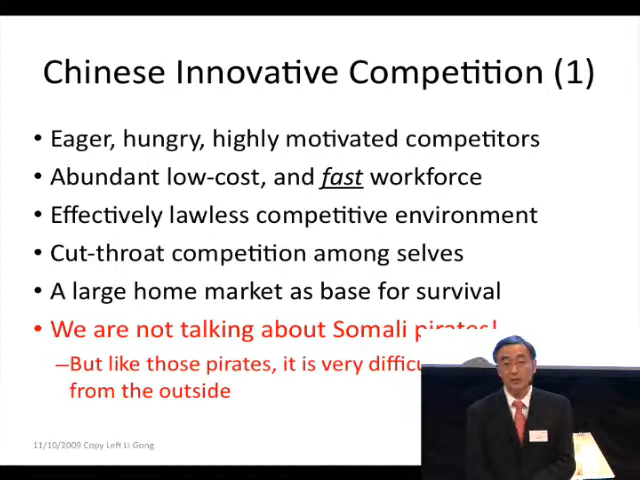 Chinese Innovative Competition (1)
• Eager, hungry, highly motivated competitors
• Abundant low-cost, and fast workforce
• Effectively lawless competitive environment
• Cut-throat competition among selves
• A large home market as base for survival
• We are not talking about Somali pirates!
–But like those pirates, it is very
from the outside
11/10/2009 Copy Left Li Gong